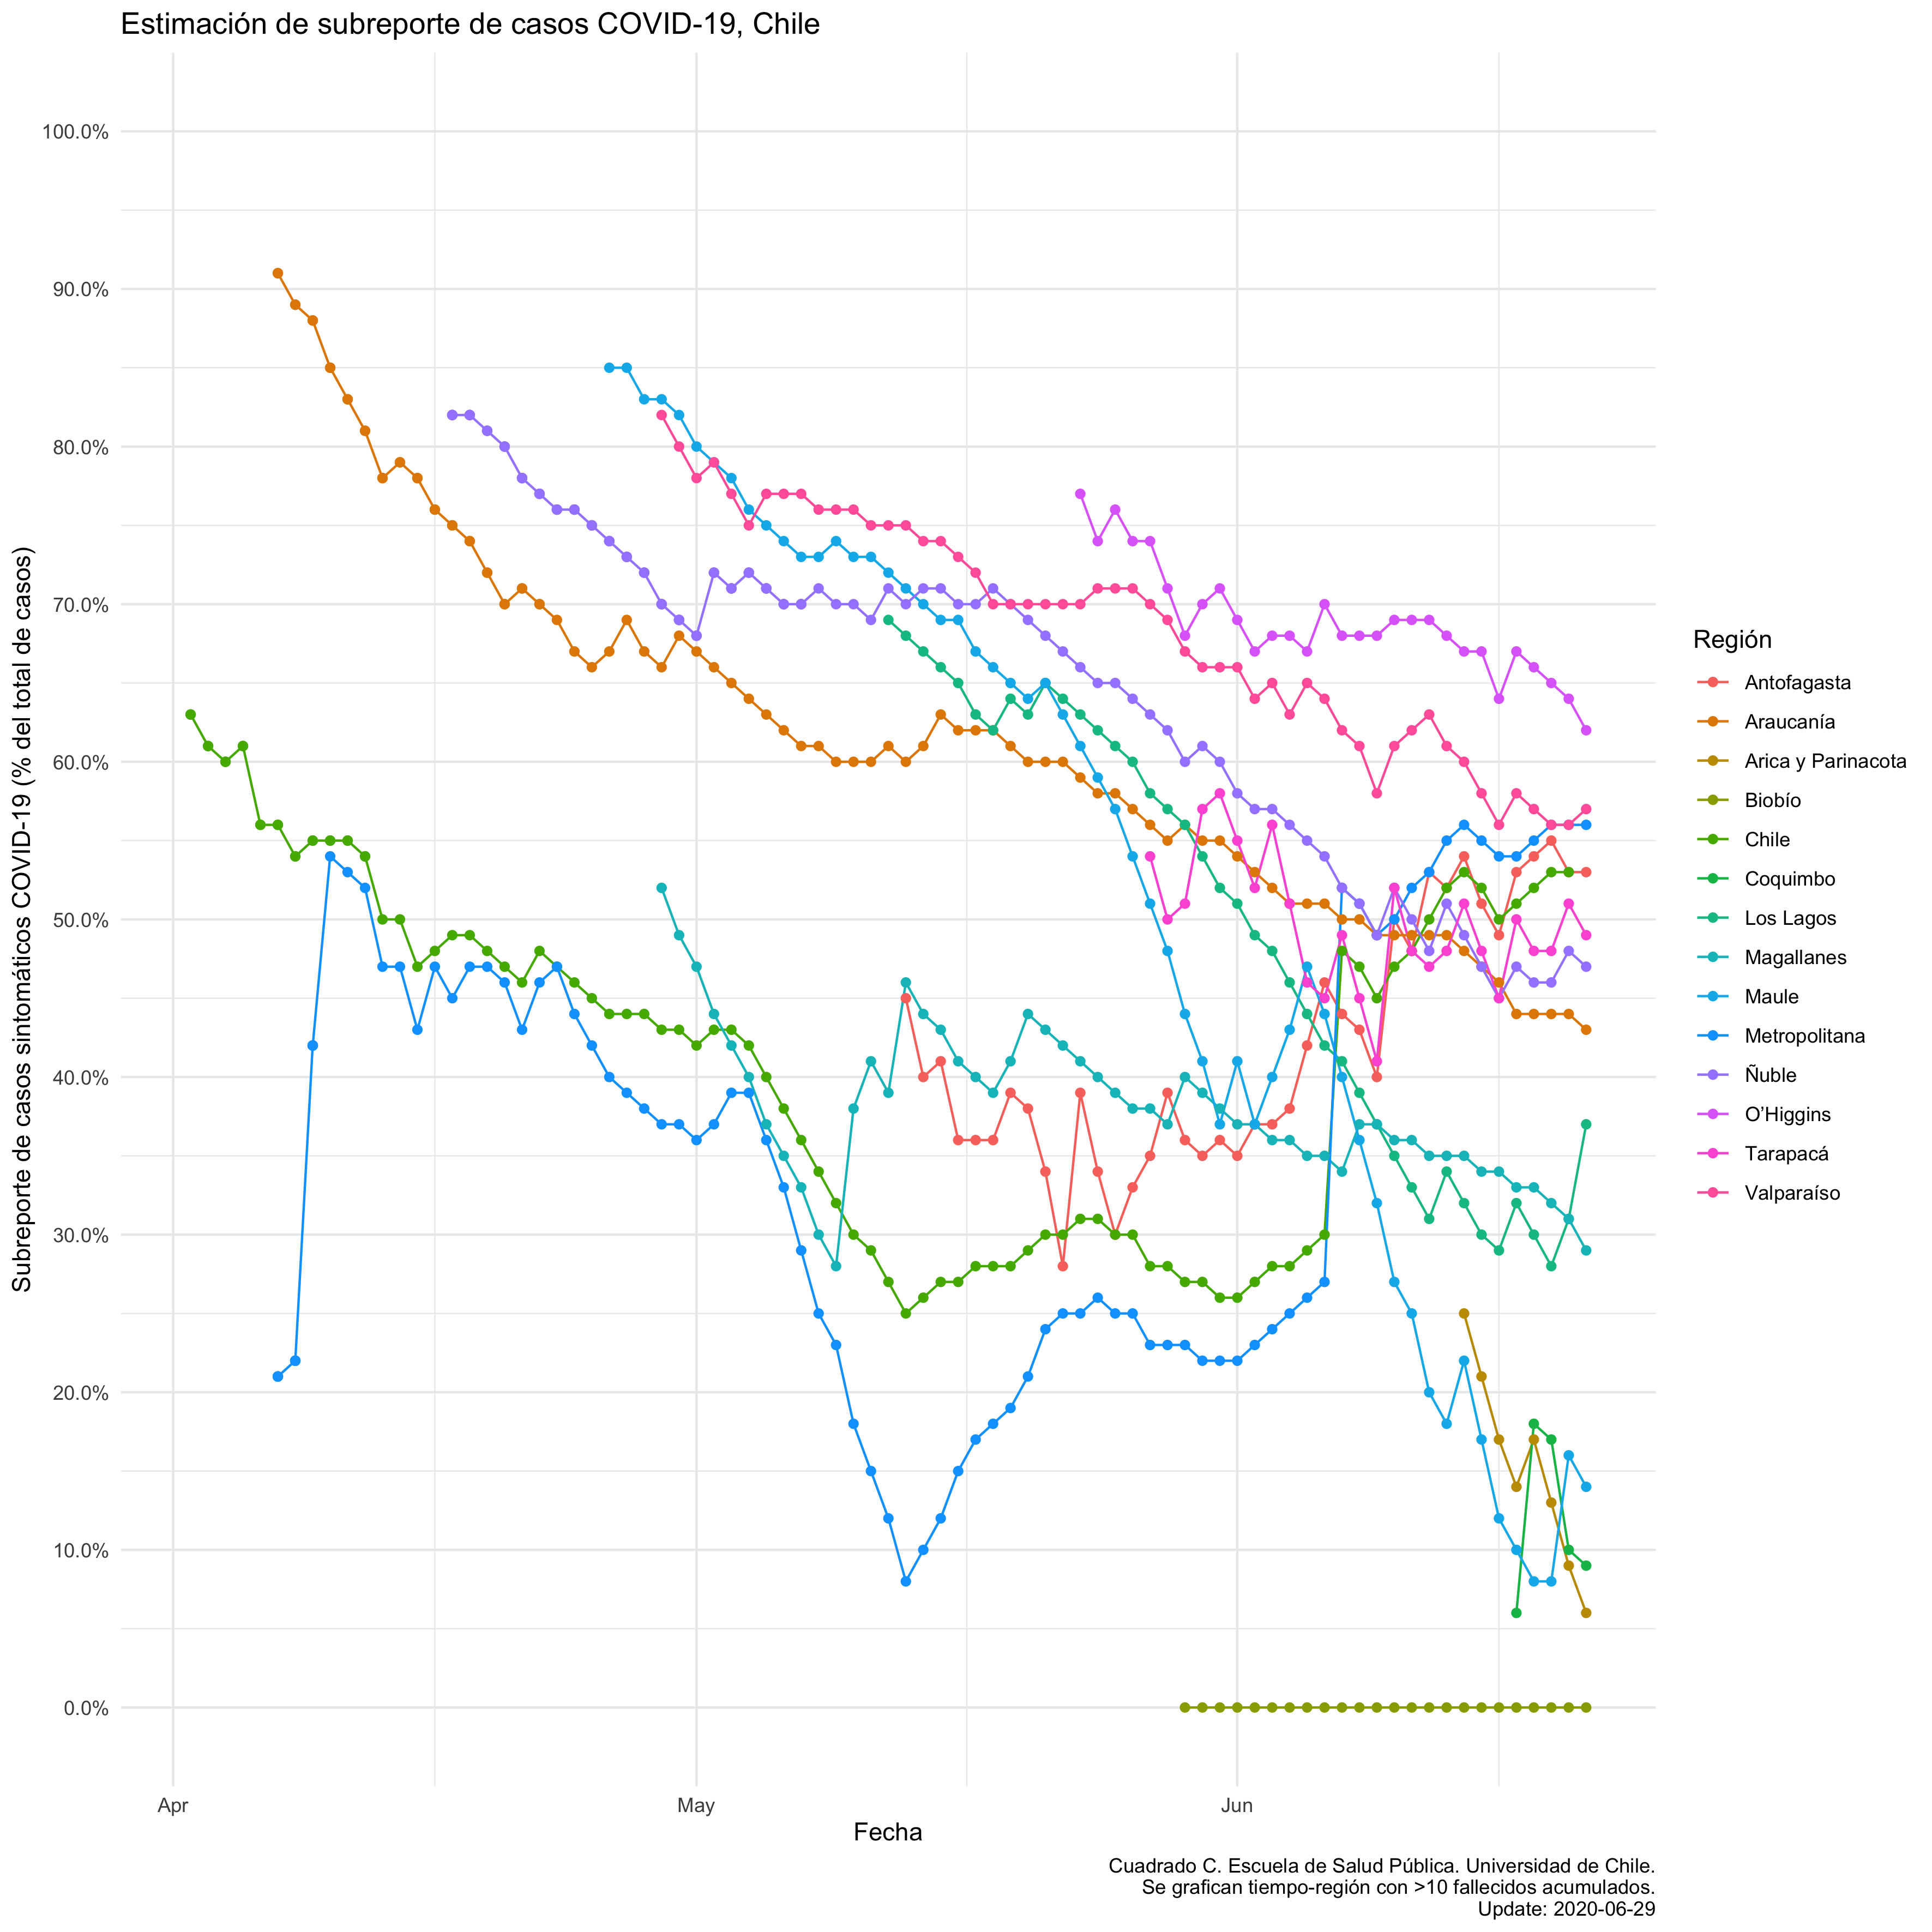 Estimación de subreporte de casos COVID-19, Chile
Subreporte de casos sintomáticos COVID-19 (% del total de casos)
100.0%
90.0%
80.0%
70.0%
60.0%
50.0%
40.0%
30.0%
20.0%
10.0%
0.0%
Apr
May
Jun
Fecha
Región
Antofagasta
Araucanía
Arica y Parinacota
Biobío
Chile
Coquimbo
Los Lagos
Magallanes
Maule
Metropolitana
Ñuble
O’Higgins
Tarapacá
Valparaíso
Cuadrado C. Escuela de Salud Pública. Universidad de Chile.
Se grafican tiempo-región con >10 fallecidos acumulados.
Update: 2020-06-29